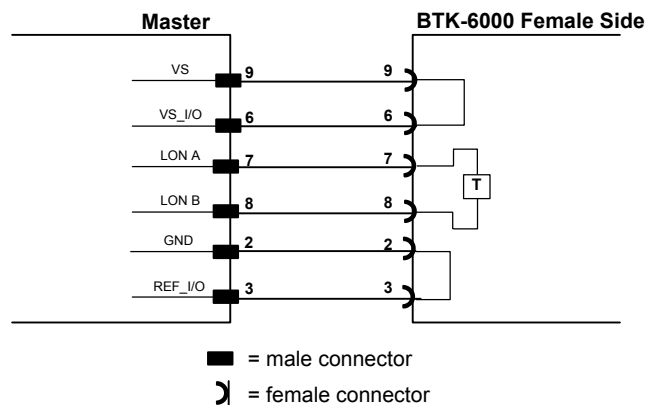 Master BTK-6000 Female Side
VS 9 9
VS_I/O 6 6
LON A 7 7
T
LON B 8 8
GND 2 2
REF_I/O 3 3
= male connector
= female connector